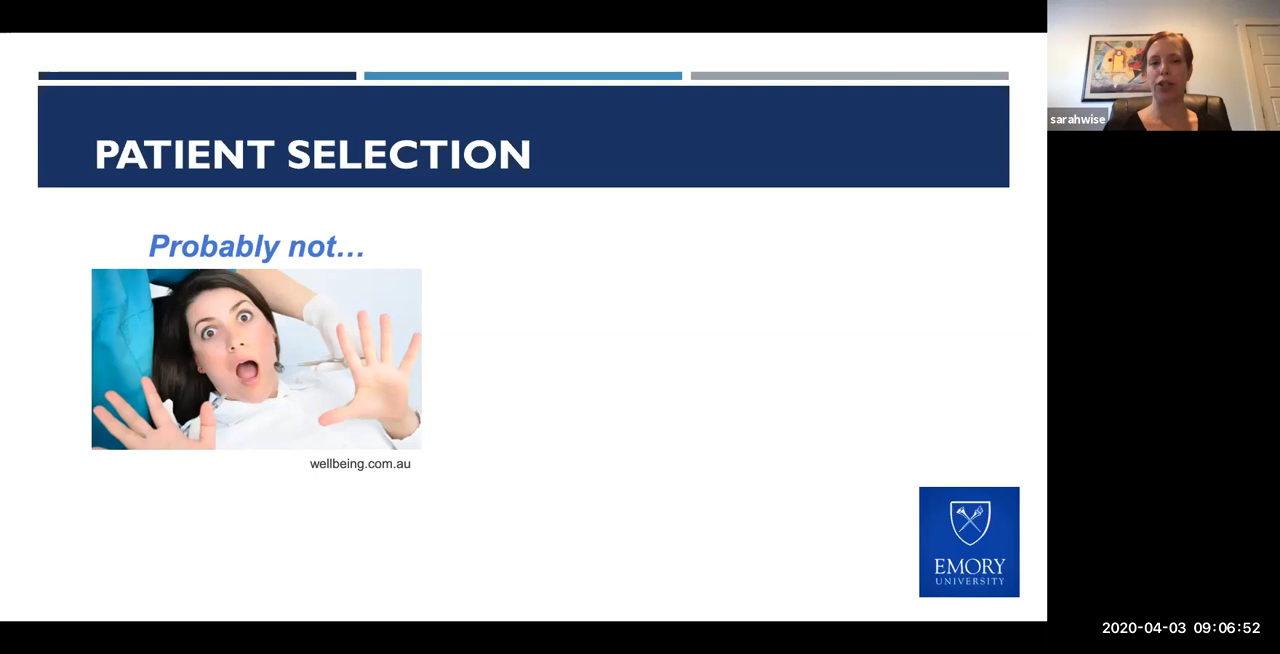 PATIENT SELECTION
Probably not...
wellbeing.com.au
EMORY
UNIVERSITY
sarahwise
2020-04-03 09:06:52